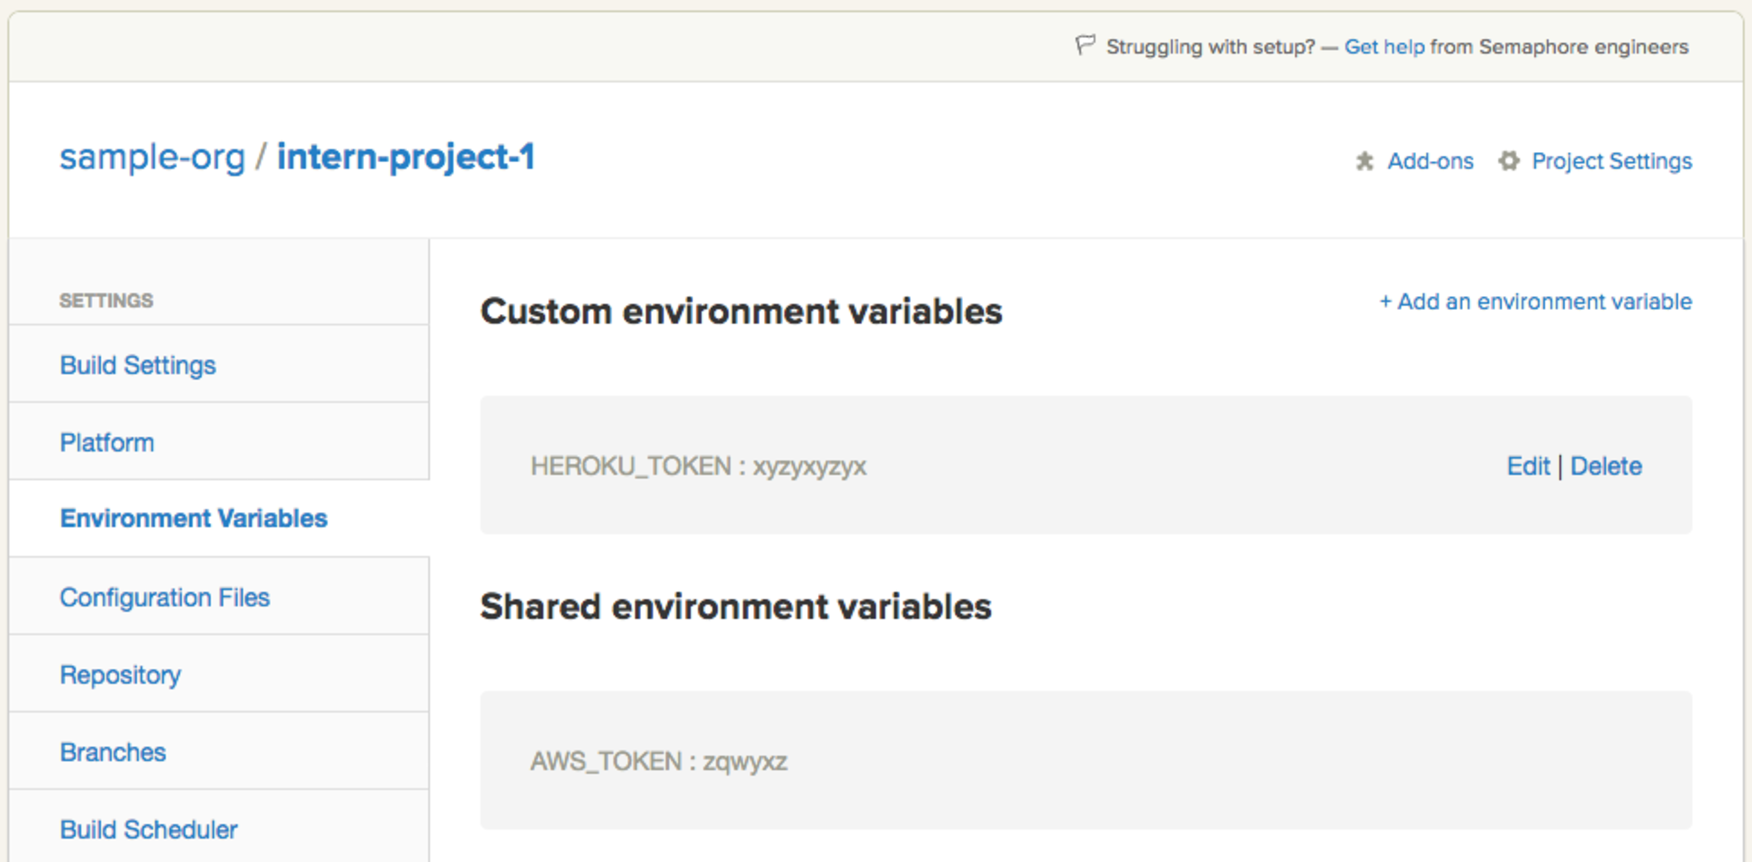 Struggling with setup? — Get help from Semaphore engineers
sample-org / intern-project-1
Add-ons Project Settings
SETTINGS
Build Settings
Platform
Environment Variables
Configuration Files
Repository
Branches
Build Scheduler
Custom environment variables
+ Add an environment variable
HEROKU_TOKEN : xyzyxyzyx
Edit | Delete
Shared environment variables
AWS_TOKEN : zqwyxz